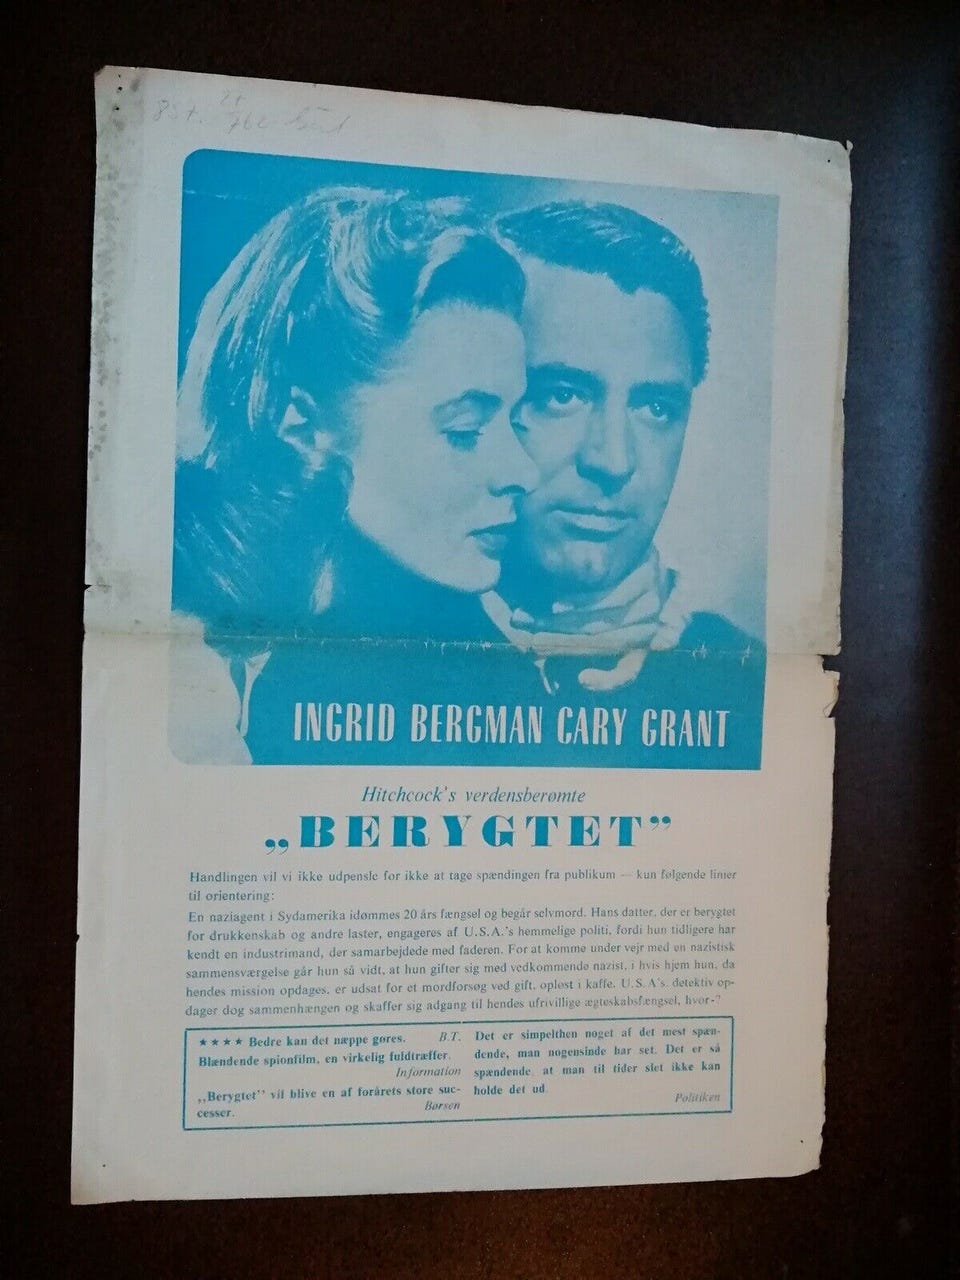 8 st.
INGRID BERGMAN CARY GRANT
Hitchcock's verdensberømte
„BERYGTET”
Handlingen vil vi ikke udpensle for ikke at tage spændingen fra publikum — kun følgende linier
til orientering:
En naziagent i Sydamerika idømmes 20 års fængsel og begår selvmord. Hans datter, der er berygtet
for drukkenskab og andre laster, engageres af U.S.A.'s hemmelige politi, fordi hun tidligere har
kendt en industrimand, der samarbejdede med faderen. For at komme under vejr med en nazistisk
sammensværgelse går hun så vidt, at hun gifter sig med vedkommende nazist, i hvis hjem hun, da
hendes mission opdages, er udsat for et mordforsøg ved gift, opløst i kaffe. U.S.A's. detektiv op-
dager dog sammenhængen og skaffer sig adgang til hendes ufrivillige ægteskabsfængsel, hvor-?
★★★★ Bedre kan det næppe gøres. B.T.
Blændende spionfilm, en virkelig fuldtræffer.
Information
„Berygtet” vil blive en af forårets store suc-
cesser. Børsen
Det er simpelthen noget af det mest spæn-
dende, man nogensinde har set. Det er så
spændende, at man til tider slet ikke kan
holde det ud.
Politiken